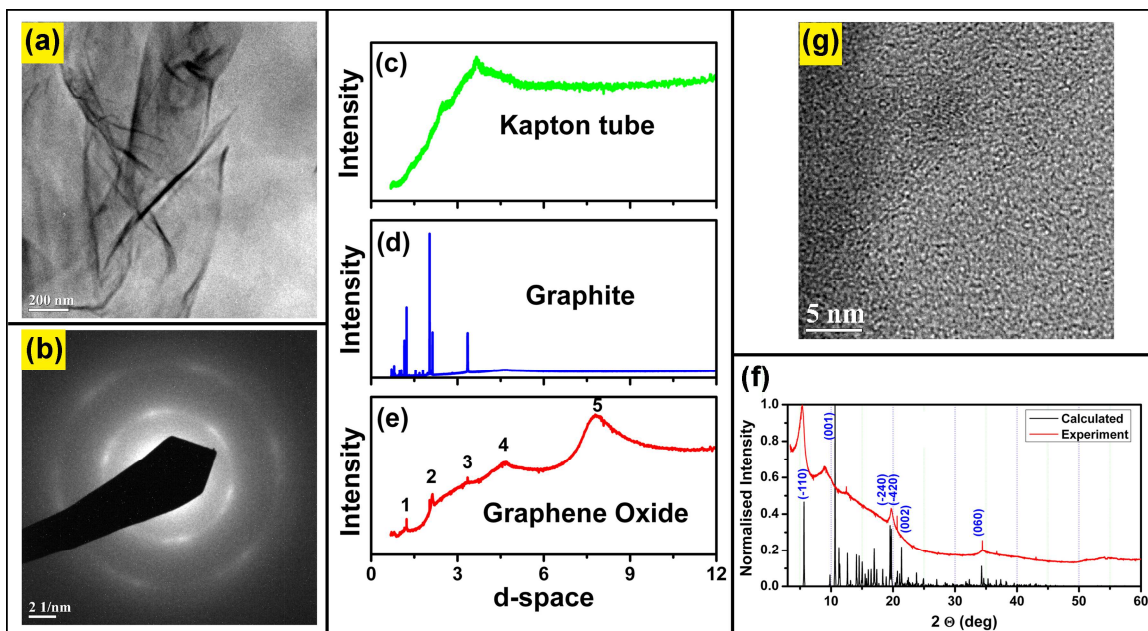 (a)
200 nm
(b)
2 1/nm
(c)
Kapton tube
Intensity
(d)
Graphite
Intensity
(e)
1
2
3
4
5
Graphene Oxide
Intensity
0
3
6
9
12
d-space
(g)
5 nm
(f)
Calculated
Experiment
(-110)
(001)
(-240)
(-420)
(002)
(060)
Normalised Intensity
1.0
0.8
0.6
0.4
0.2
0.0
10
20
30
40
50
60
2 Θ (deg)